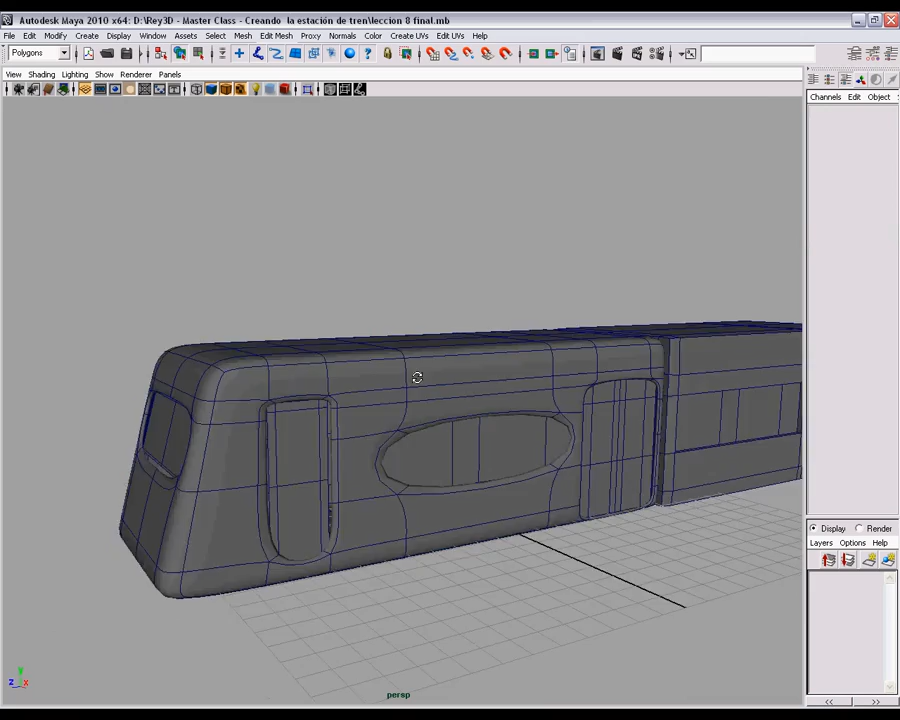 Autodesk Maya 2010 x64: D:\Rey3D - Master Class - Creando la estación de tren\leccion 8 final.mb
File Edit Modify Create Display Window Assets Select Mesh Edit Mesh Proxy Normals Color Create UVs Edit UVs Help
Polygons
View Shading Lighting Show Renderer Panels
Channels Edit Object
Display Render
Layers Options Help
persp
y
z x
<< >>